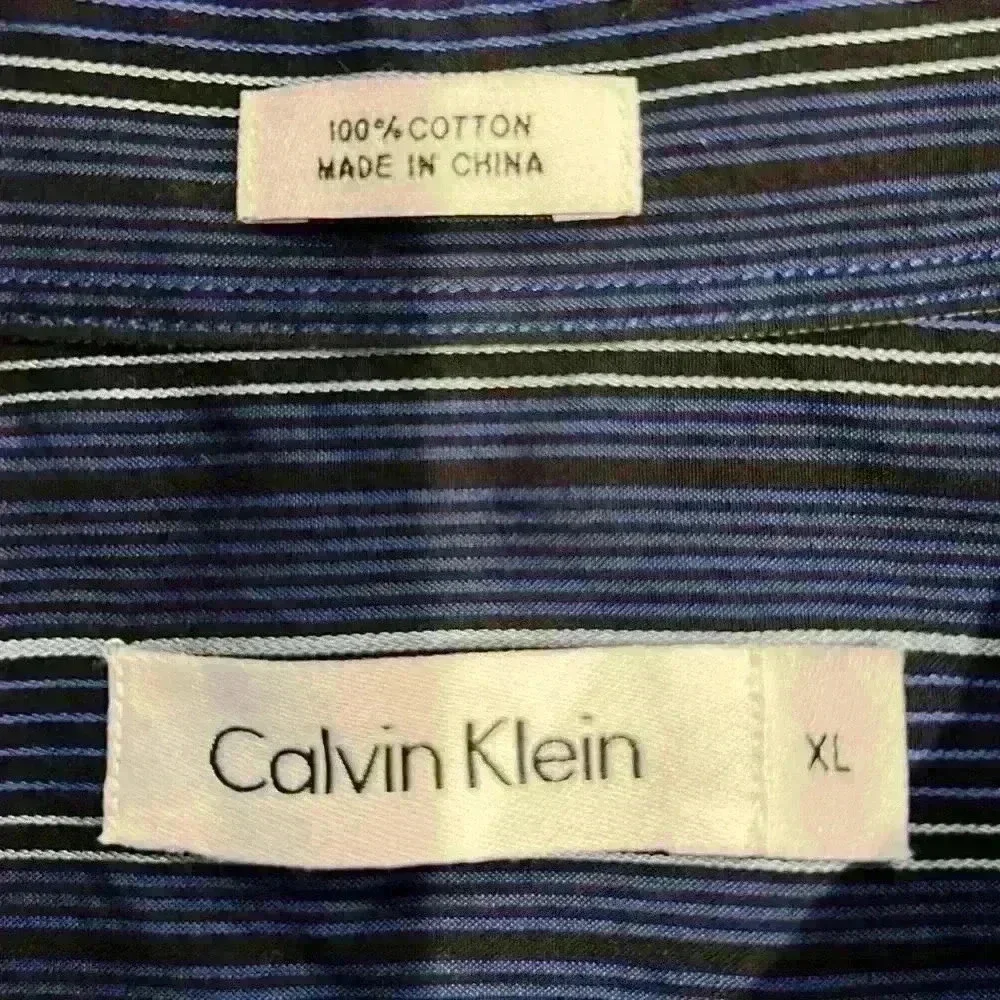 100% COTTON
MADE IN CHINA
Calvin Klein XL